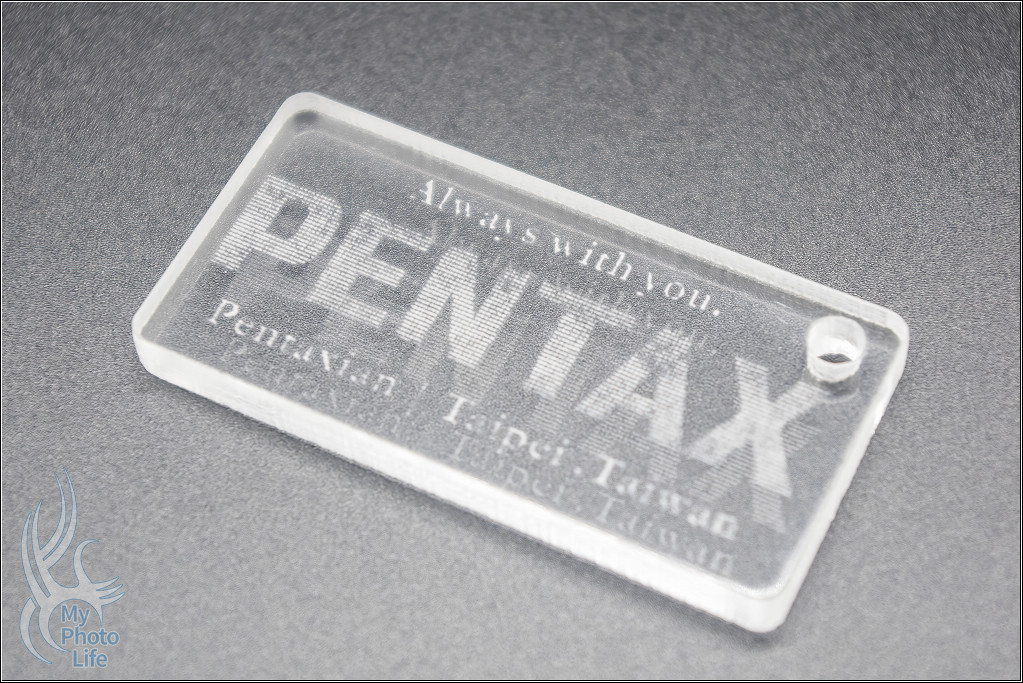 Always with you.
PENTAX
Pentaxian, Taipei, Taiwan
My
Photo
Life